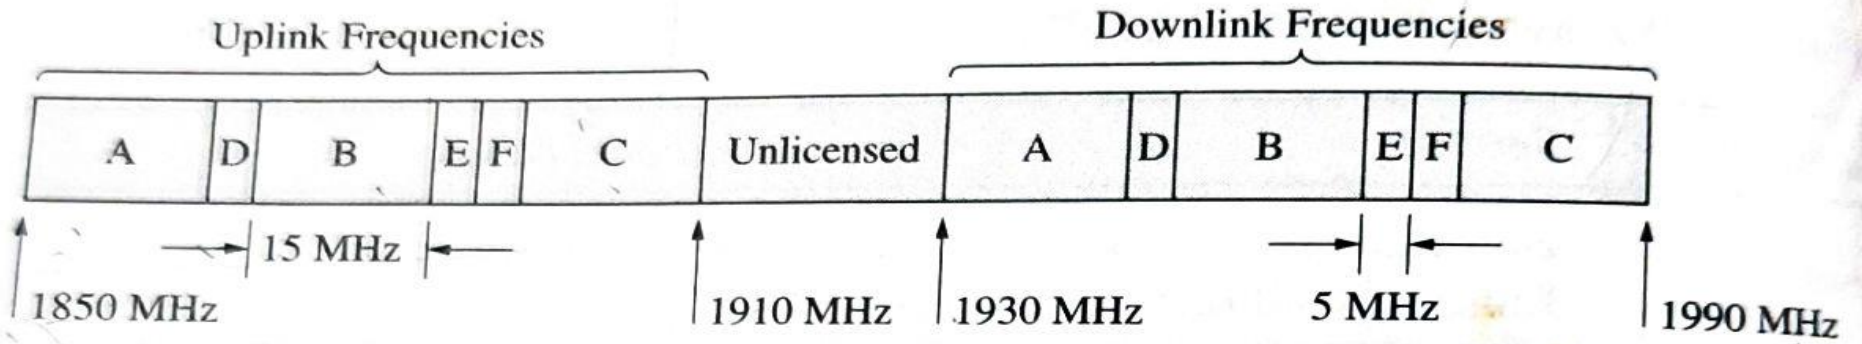 Uplink Frequencies Downlink Frequencies
A D B E F C Unlicensed A D B E F C
15 MHz 5 MHz
1850 MHz 1910 MHz 1930 MHz 1990 MHz